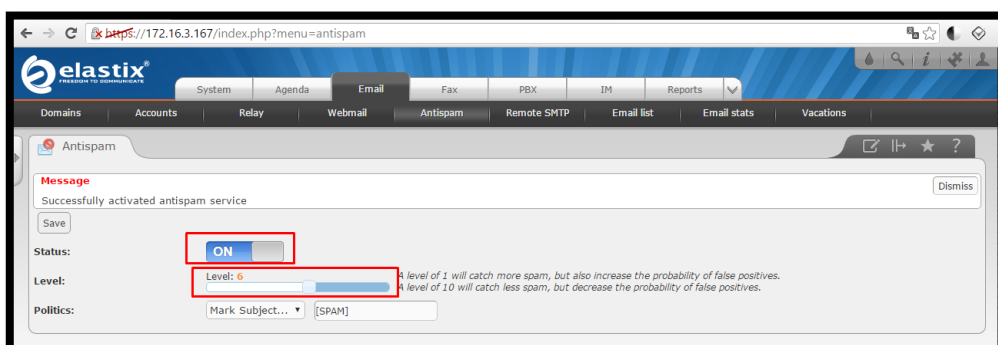 https://172.16.3.167/index.php?menu=antispam
elastix®
FREEDOM TO COMMUNICATE
System Agenda Email Fax PBX IM Reports
Domains Accounts Relay Webmail Antispam Remote SMTP Email list Email stats Vacations
Antispam
Message
Dismiss
Successfully activated antispam service
Save
Status: ON
Level: 6
Level:
A level of 1 will catch more spam, but also increase the probability of false positives.
A level of 10 will catch less spam, but decrease the probability of false positives.
Politics: Mark Subject... [SPAM]